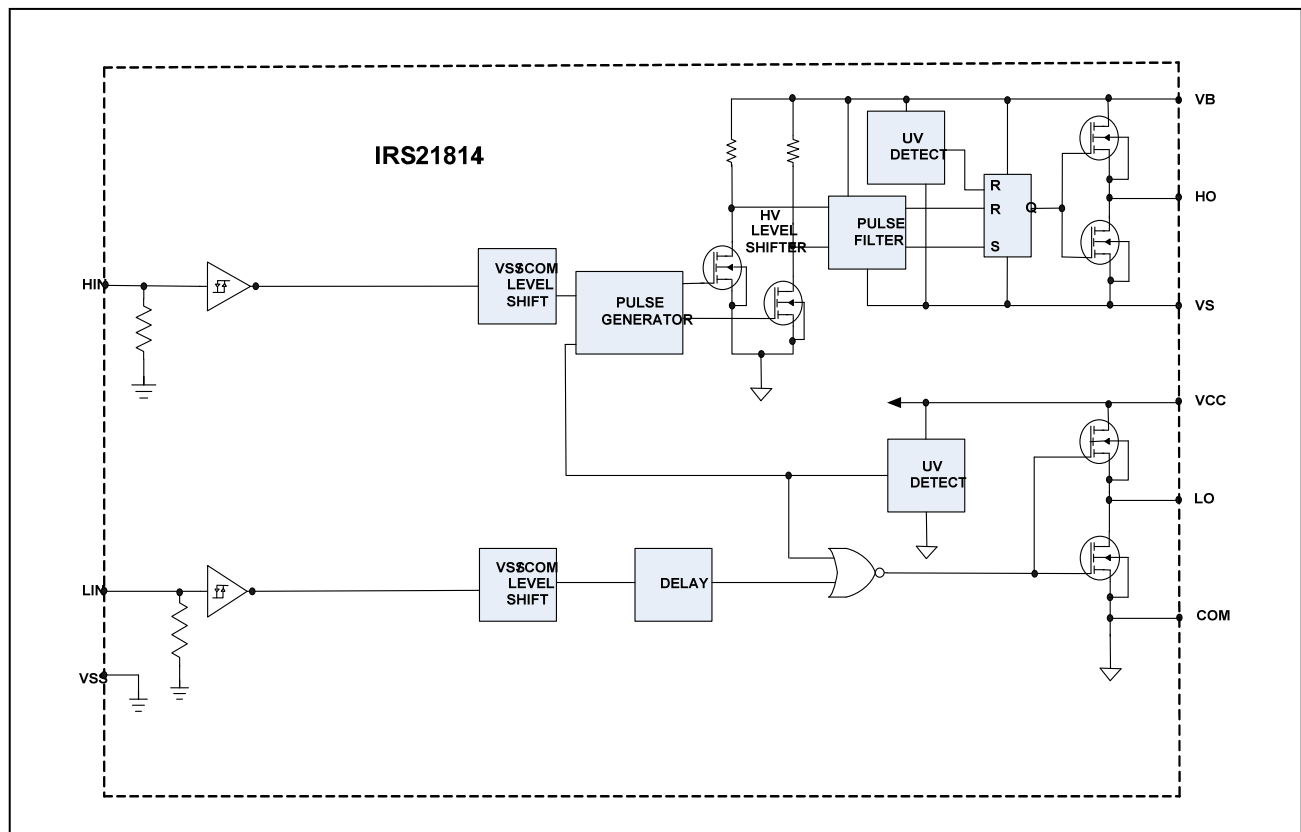 IRS21814
VB
UV
DETECT
R
R
Q
S
HO
HV
LEVEL
SHIFTER
PULSE
FILTER
HIN
VSS/COM
LEVEL
SHIFT
PULSE
GENERATOR
VS
VCC
UV
DETECT
LO
LIN
VSS/COM
LEVEL
SHIFT
DELAY
COM
VSS